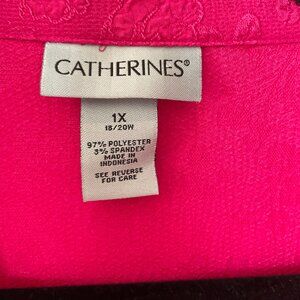 CATHERINES®
1X
18/20W
97% POLYESTER
3% SPANDEX
MADE IN
INDONESIA
SEE REVERSE
FOR CARE